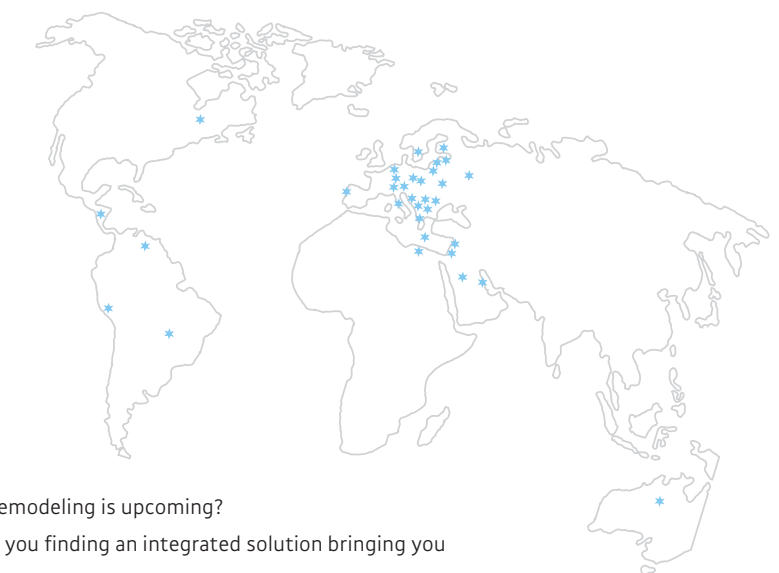 emodeling is upcoming?
you finding an integrated solution bringing you